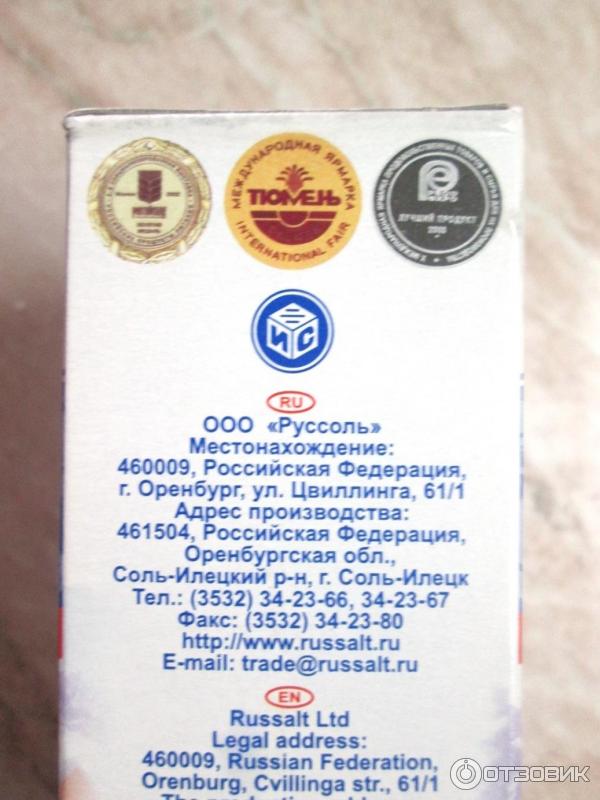 МЕЖДУНАРОДНАЯ ЯРМАРКА
ТЮМЕНЬ
INTERNATIONAL FAIR
ЛУЧШИЙ ПРОДУКТ
ИС
RU
ООО «Руссоль»
Местонахождение:
460009, Российская Федерация,
г. Оренбург, ул. Цвиллинга, 61/1
Адрес производства:
461504, Российская Федерация,
Оренбургская обл.,
Соль-Илецкий р-н, г. Соль-Илецк
Тел.: (3532) 34-23-66, 34-23-67
Факс: (3532) 34-23-80
http://www.russalt.ru
E-mail: trade@russalt.ru
EN
Russalt Ltd
Legal address:
460009, Russian Federation,
Orenburg, Cvillinga str., 61/1
ОТЗОВИК